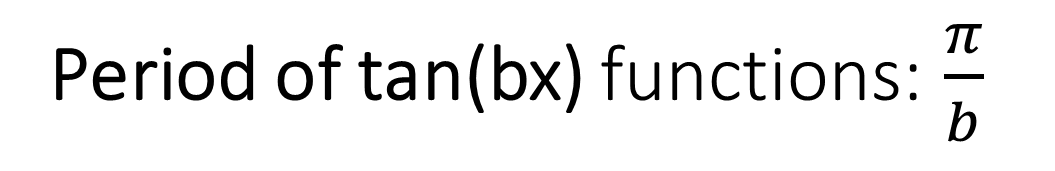 Period of tan(bx) functions: π/b